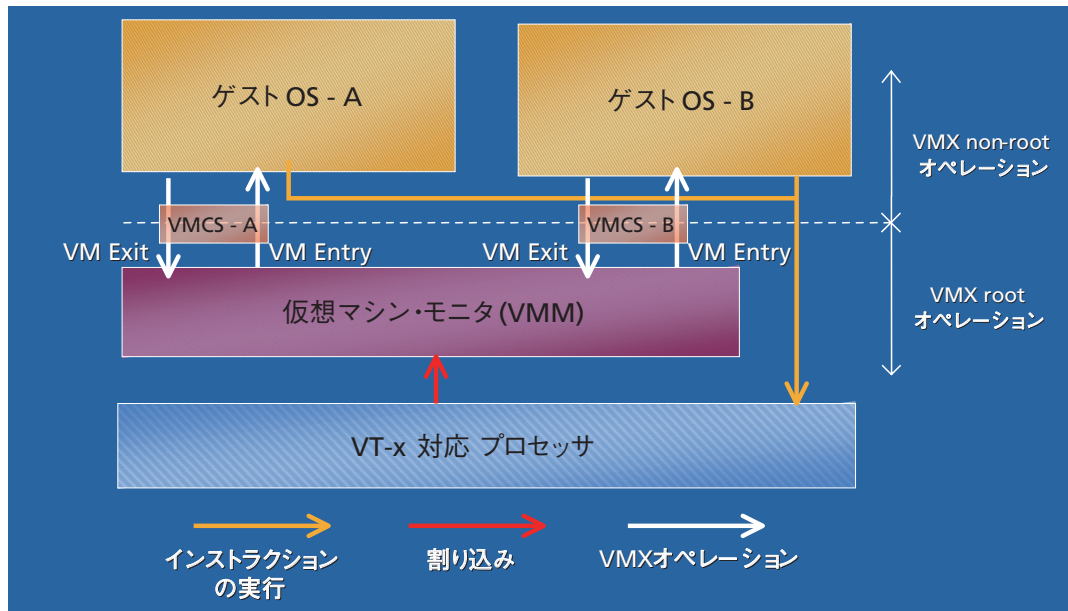 ゲスト OS - A
ゲスト OS - B
VMX non-root
オペレーション
VMCS - A
VMCS - B
VM Exit
VM Entry
VM Exit
VM Entry
仮想マシン・モニタ (VMM)
VMX root
オペレーション
VT-x 対応 プロセッサ
インストラクション
の実行
割り込み
VMXオペレーション